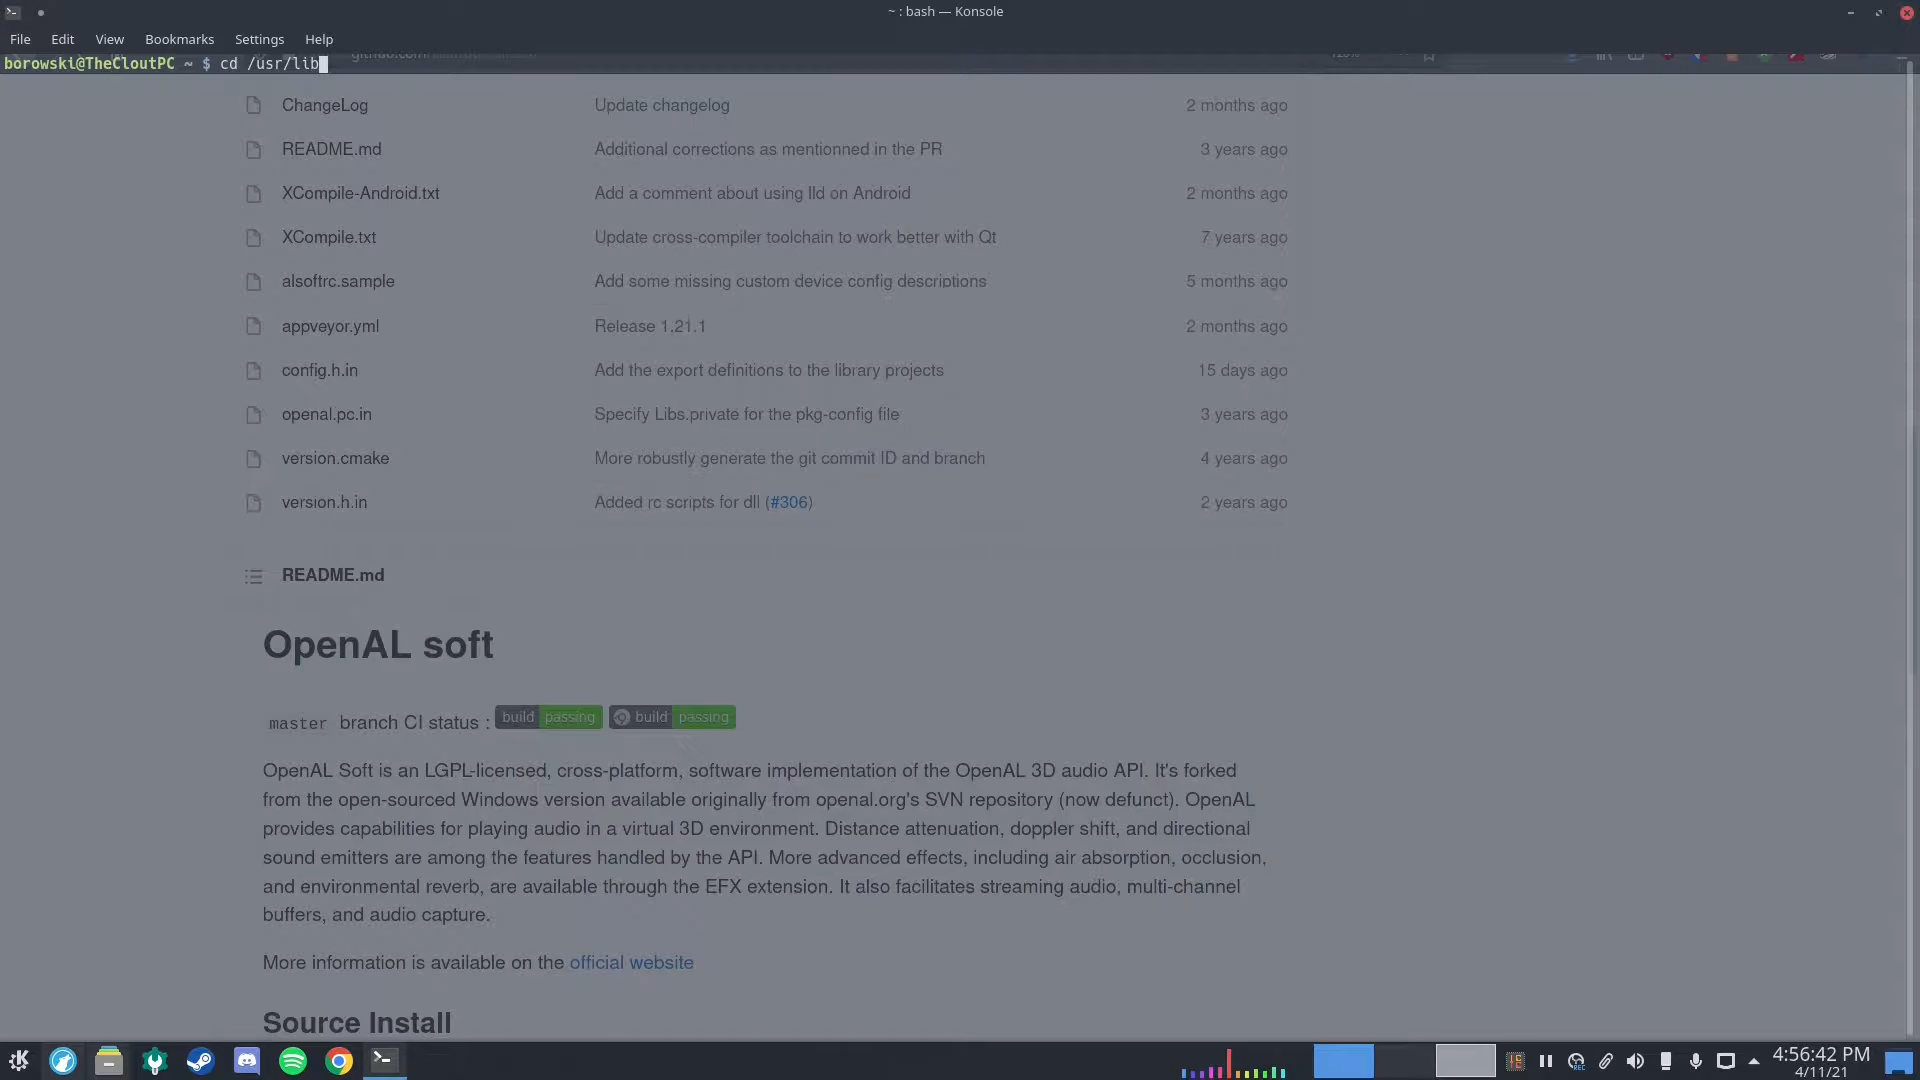 ~ : bash — Konsole
File Edit View Bookmarks Settings Help
borowski@TheCloutPC ~ $ cd /usr/lib
ChangeLog Update changelog 2 months ago
README.md Additional corrections as mentionned in the PR 3 years ago
XCompile-Android.txt Add a comment about using lld on Android 2 months ago
XCompile.txt Update cross-compiler toolchain to work better with Qt 7 years ago
alsoftrc.sample Add some missing custom device config descriptions 5 months ago
appveyor.yml Release 1.21.1 2 months ago
config.h.in Add the export definitions to the library projects 15 days ago
openal.pc.in Specify Libs.private for the pkg-config file 3 years ago
version.cmake More robustly generate the git commit ID and branch 4 years ago
version.h.in Added rc scripts for dll (#306) 2 years ago
README.md
OpenAL soft
master branch CI status : build passing build passing
OpenAL Soft is an LGPL-licensed, cross-platform, software implementation of the OpenAL 3D audio API. It's forked
from the open-sourced Windows version available originally from openal.org's SVN repository (now defunct). OpenAL
provides capabilities for playing audio in a virtual 3D environment. Distance attenuation, doppler shift, and directional
sound emitters are among the features handled by the API. More advanced effects, including air absorption, occlusion,
and environmental reverb, are available through the EFX extension. It also facilitates streaming audio, multi-channel
buffers, and audio capture.
More information is available on the official website
Source Install
4:56:42 PM
4/11/21